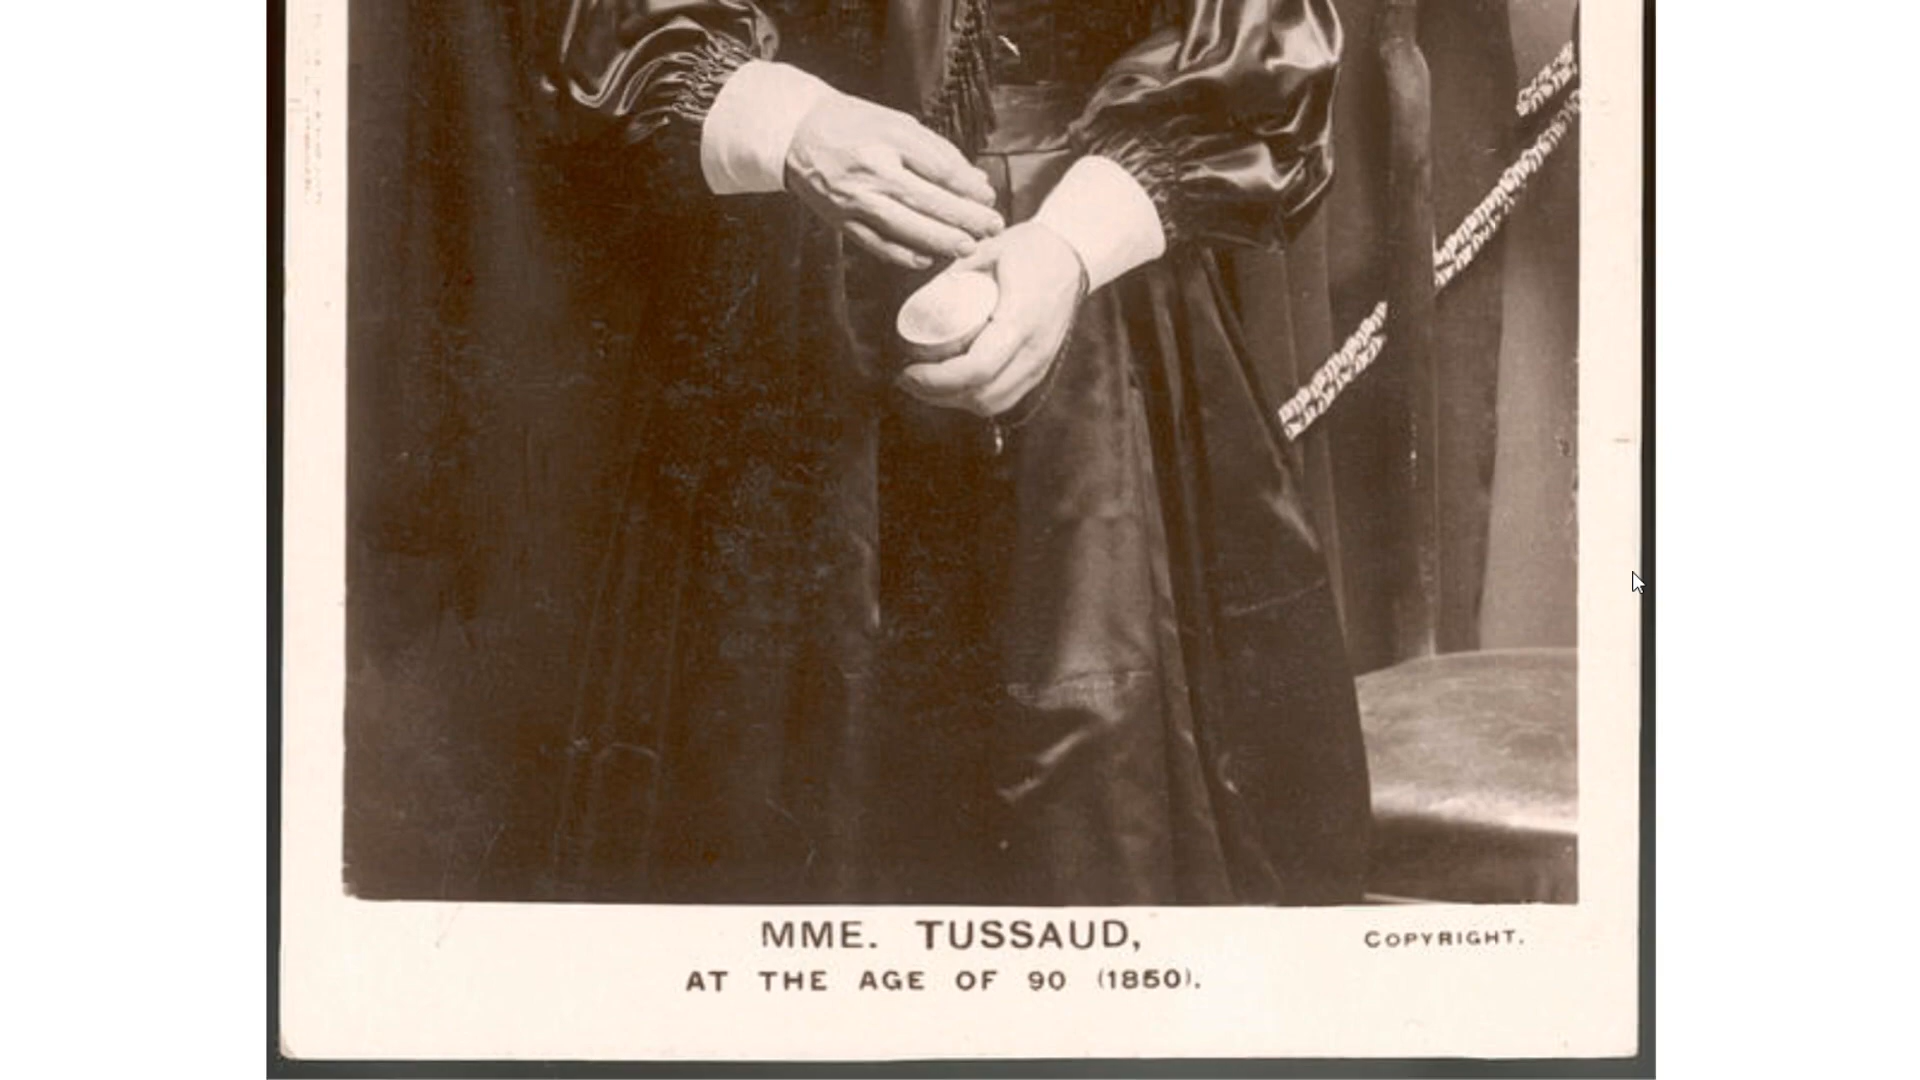 MME. TUSSAUD,
COPYRIGHT.
AT THE AGE OF 90 (1850).